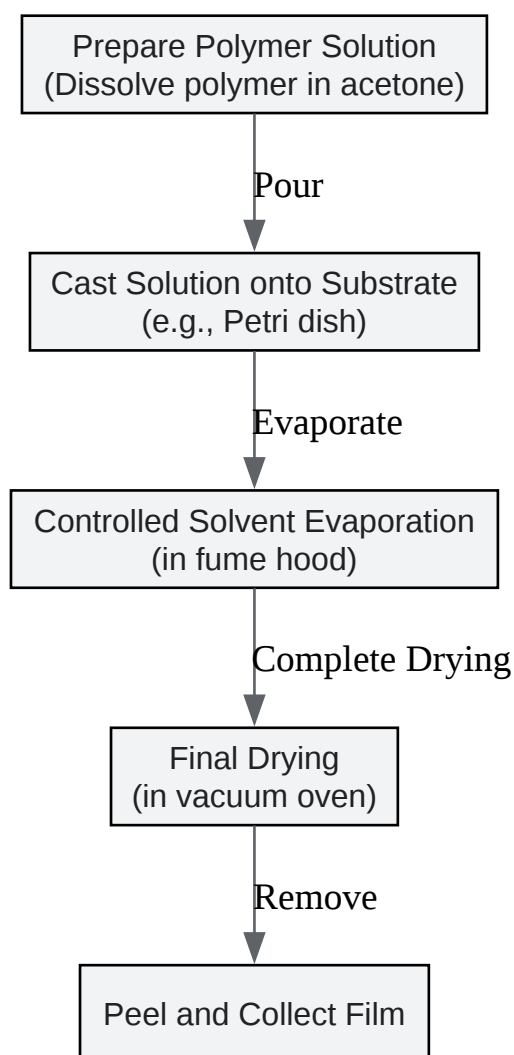 Prepare Polymer Solution
(Dissolve polymer in acetone)
Pour
Cast Solution onto Substrate
(e.g., Petri dish)
Evaporate
Controlled Solvent Evaporation
(in fume hood)
Complete Drying
Final Drying
(in vacuum oven)
Remove
Peel and Collect Film